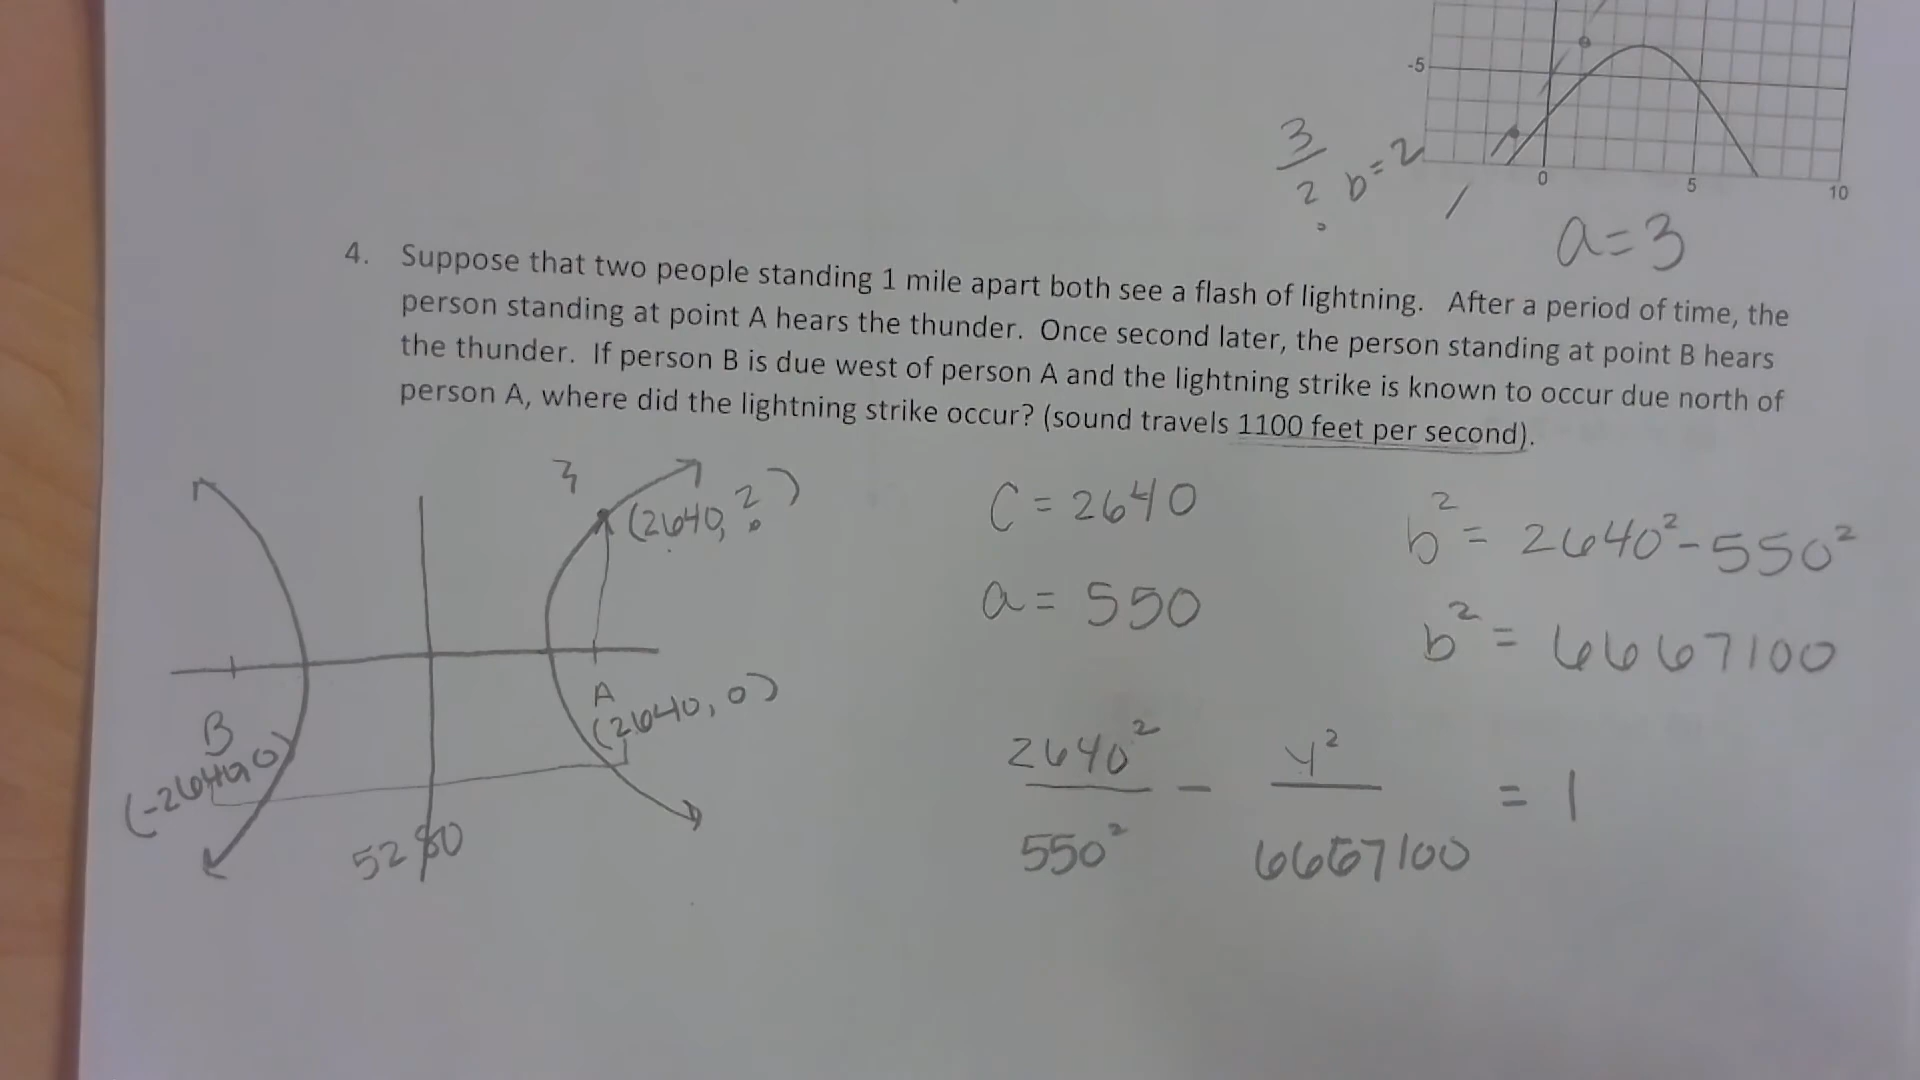 -5
0
5
10
3/2
b=2
a=3
4. Suppose that two people standing 1 mile apart both see a flash of lightning. After a period of time, the
person standing at point A hears the thunder. Once second later, the person standing at point B hears
the thunder. If person B is due west of person A and the lightning strike is known to occur due north of
person A, where did the lightning strike occur? (sound travels 1100 feet per second).
(2640, ?)
A
(2640, 0)
B
(-2640, 0)
5280
C = 2640
a = 550
b² = 2640² - 550²
b² = 6667100
2640²/550² - y²/6667100 = 1